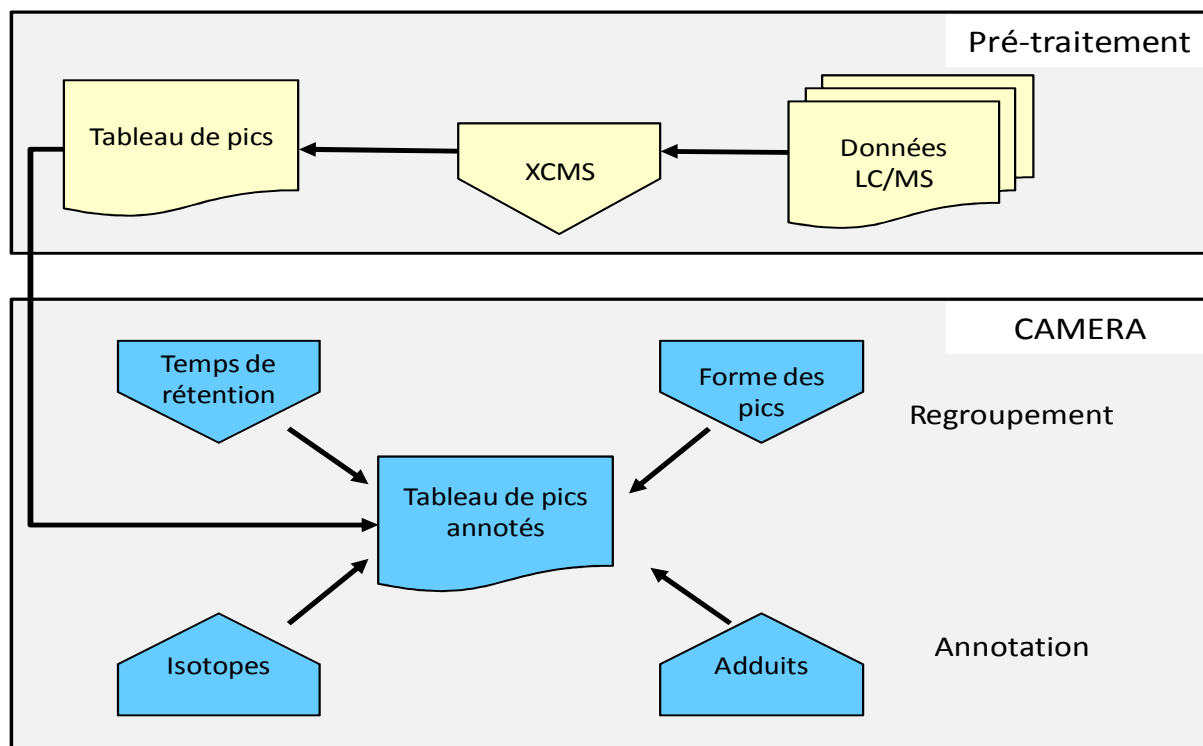 Pré-traitement
Tableau de pics
XCMS
Données
LC/MS
CAMERA
Temps de
rétention
Forme des
pics
Regroupement
Tableau de pics
annotés
Isotopes
Adduits
Annotation